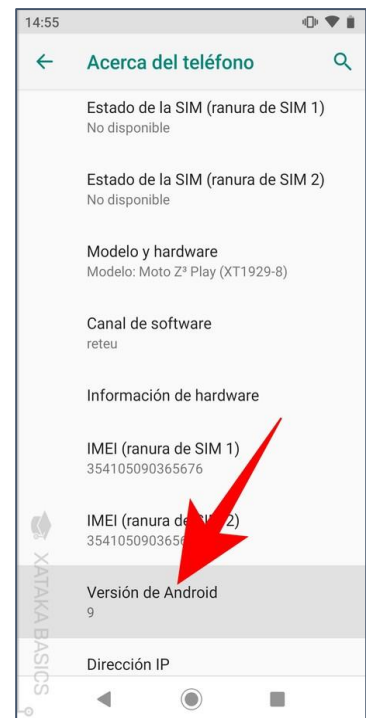 14:55
Acerca del teléfono
Estado de la SIM (ranura de SIM 1)
No disponible
Estado de la SIM (ranura de SIM 2)
No disponible
Modelo y hardware
Modelo: Moto Z³ Play (XT1929-8)
Canal de software
reteu
Información de hardware
IMEI (ranura de SIM 1)
354105090365676
IMEI (ranura de 2)
Versión de Android
9
Dirección IP
XATAKA BASICS